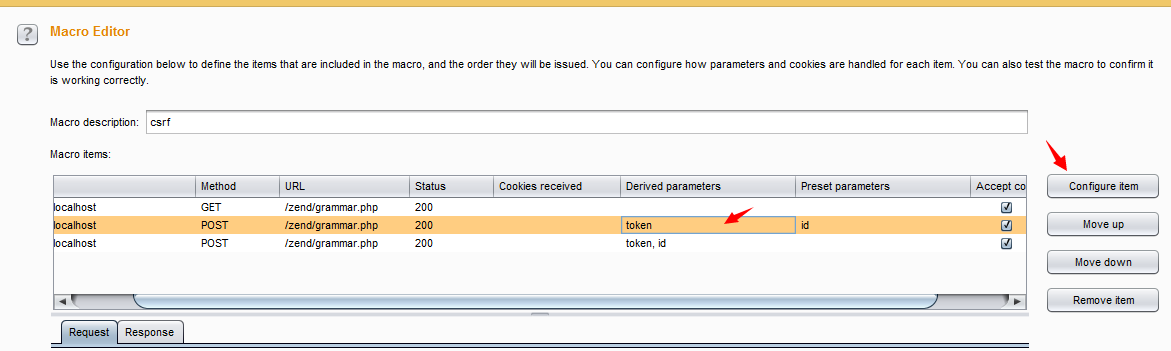 ?
Macro Editor
Use the configuration below to define the items that are included in the macro, and the order they will be issued. You can configure how parameters and cookies are handled for each item. You can also test the macro to confirm it
is working correctly.
Macro description: csrf
Macro items:
Method URL Status Cookies received Derived parameters Preset parameters Accept co
localhost GET /zend/grammar.php 200
localhost POST /zend/grammar.php 200 token id
localhost POST /zend/grammar.php 200 token, id
Configure item
Move up
Move down
Remove item
Request Response